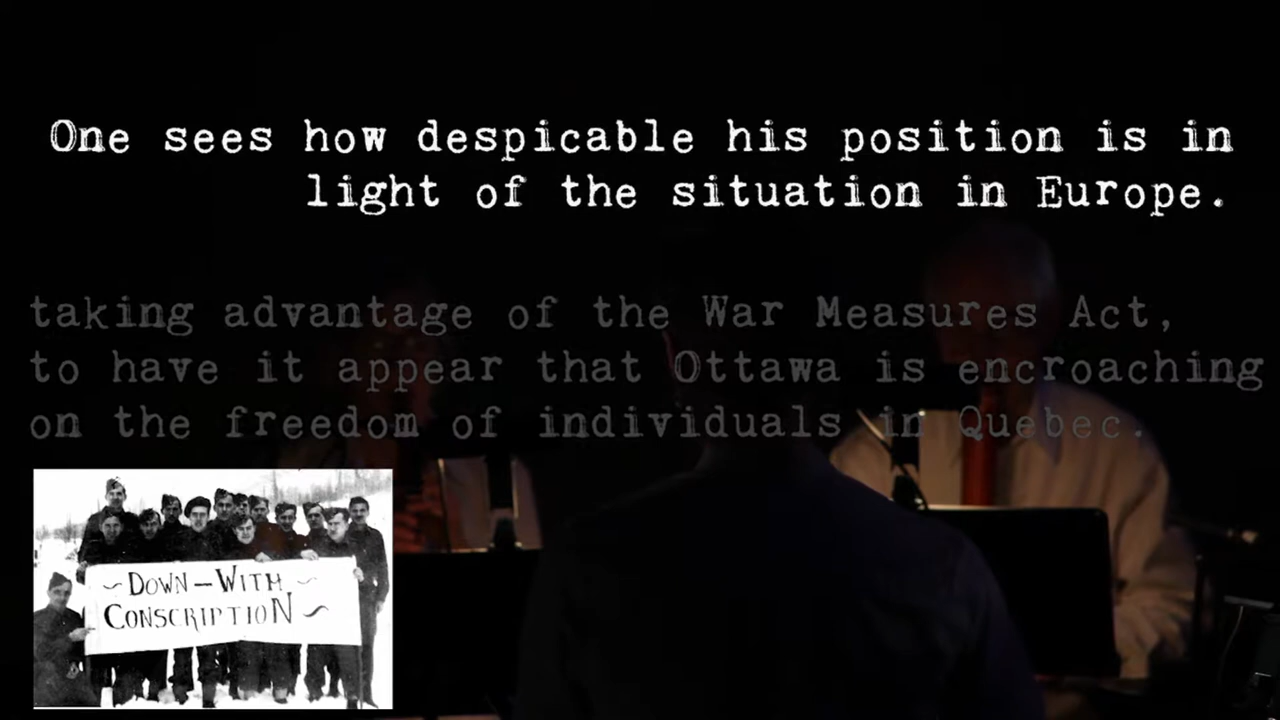 One sees how despicable his position is in
light of the situation in Europe.
taking advantage of the War Measures Act,
to have it appear that Ottawa is encroaching
on the freedom of individuals in Quebec.
~ DOWN-WITH ~
CONSCRIPTION ~